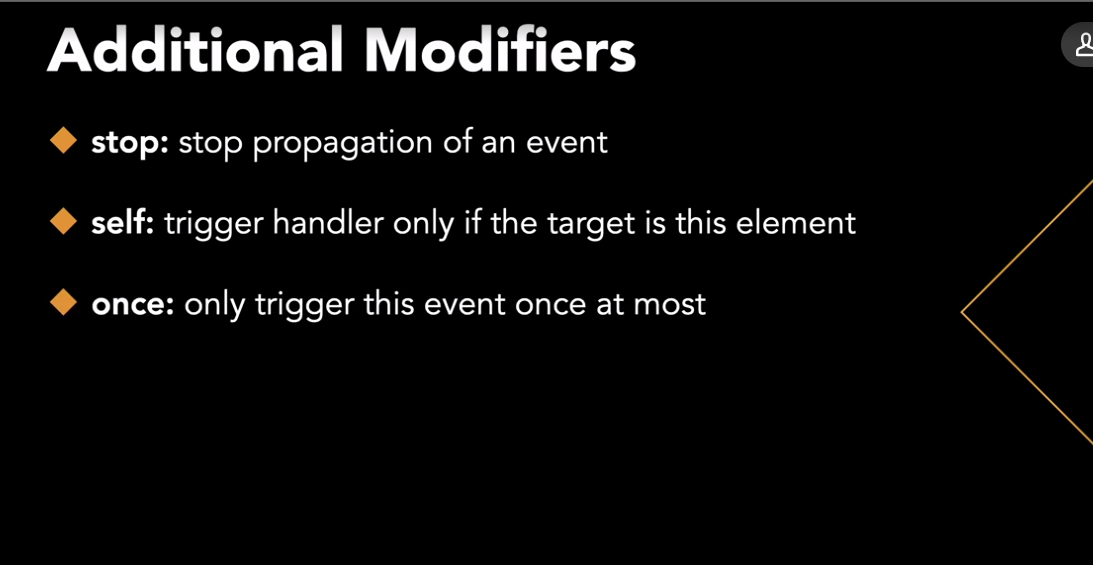 Additional Modifiers
stop: stop propagation of an event
self: trigger handler only if the target is this element
once: only trigger this event once at most